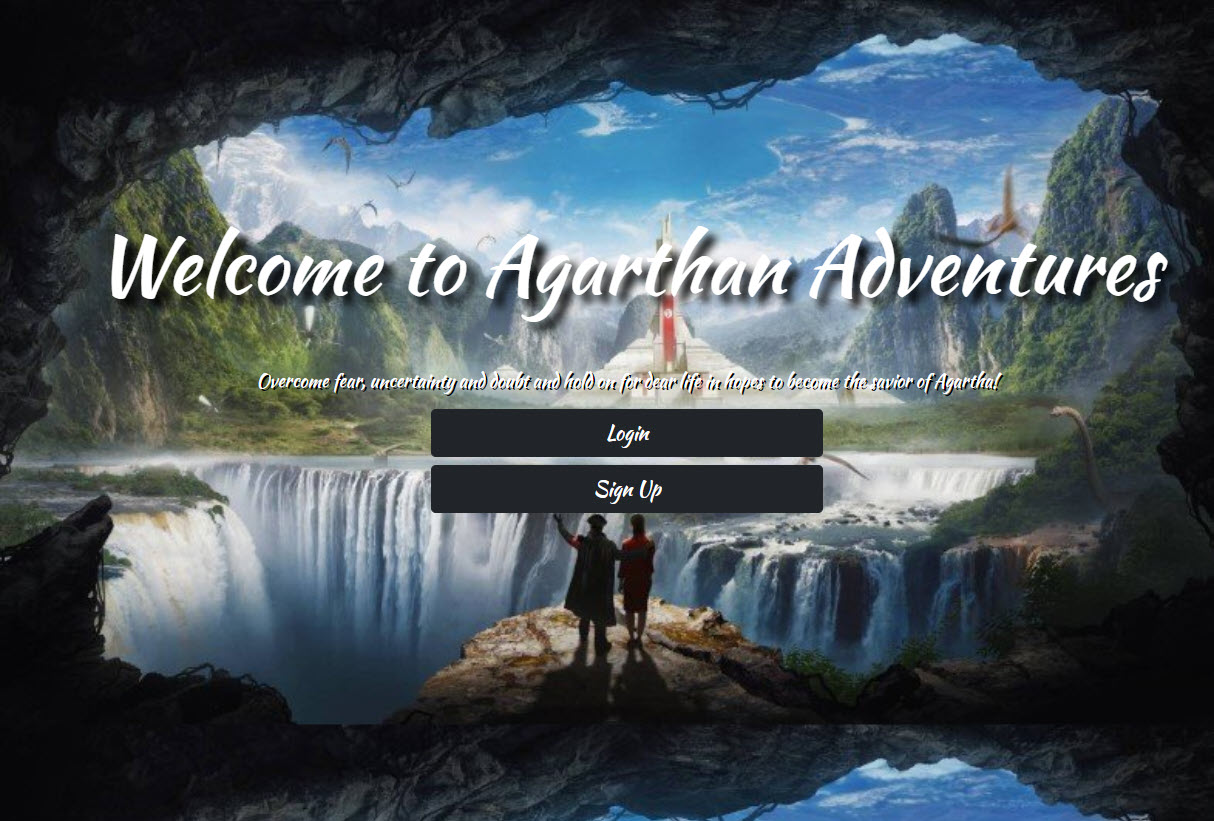 Welcome to Agarthan Adventures
Overcome fear, uncertainty and doubt and hold on for dear life in hopes to become the savior of Agartha!
Login
Sign Up